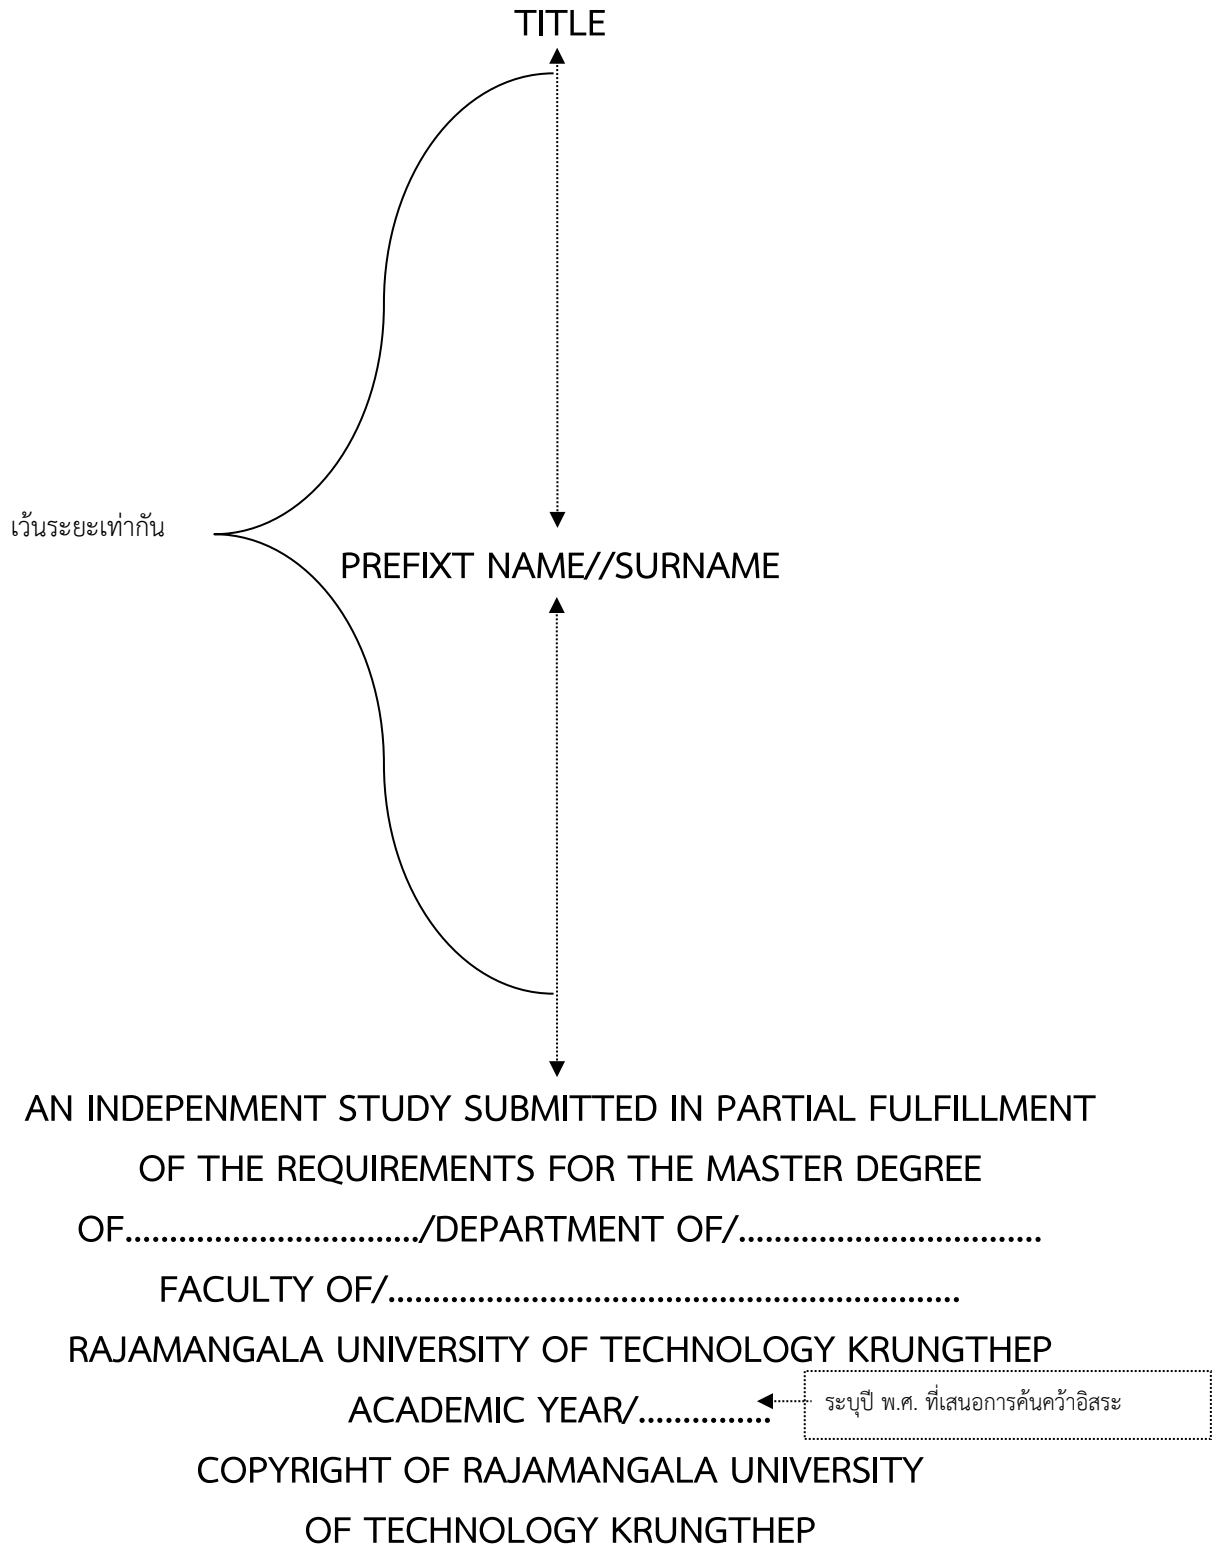 TITLE
เว้นระยะเท่ากัน
PREFIXT NAME//SURNAME
AN INDEPENMENT STUDY SUBMITTED IN PARTIAL FULFILLMENT
OF THE REQUIREMENTS FOR THE MASTER DEGREE
OF................................./DEPARTMENT OF/..................................
FACULTY OF/................................................................
RAJAMANGALA UNIVERSITY OF TECHNOLOGY KRUNGTHEP
ACADEMIC YEAR/...............
ระบุปี พ.ศ. ที่เสนอการค้นคว้าอิสระ
COPYRIGHT OF RAJAMANGALA UNIVERSITY
OF TECHNOLOGY KRUNGTHEP